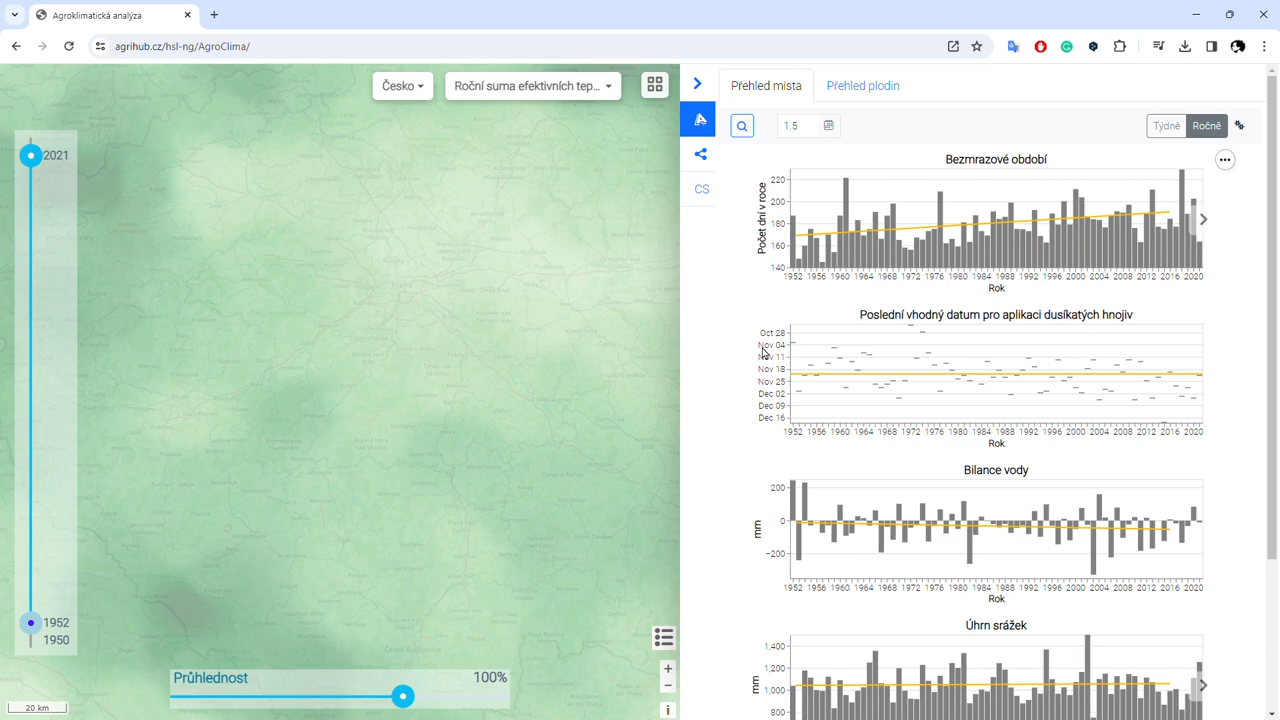 Agroklimatická analýza
agrihub.cz/hsl-ng/AgroClima/
Česko
Roční suma efektivních tep...
2021
1952
1950
Průhlednost
100%
20 km
+
−
i
CS
Přehled místa
Přehled plodin
1.5
Týdně
Ročně
Bezmrazové období
Počet dní v roce
220
200
180
160
140
1952 1956 1960 1964 1968 1972 1976 1980 1984 1988 1992 1996 2000 2004 2008 2012 2016 2020
Rok
Poslední vhodný datum pro aplikaci dusíkatých hnojiv
Oct 28
Nov 04
Nov 11
Nov 18
Nov 25
Dec 02
Dec 09
Dec 16
1952 1956 1960 1964 1968 1972 1976 1980 1984 1988 1992 1996 2000 2004 2008 2012 2016 2020
Rok
Bilance vody
mm
200
0
−200
1952 1956 1960 1964 1968 1972 1976 1980 1984 1988 1992 1996 2000 2004 2008 2012 2016 2020
Rok
Úhrn srážek
mm
1,400
1,200
1,000
800